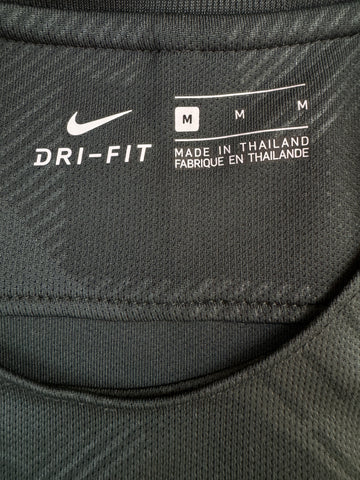 DRI-FIT
M M M
MADE IN THAILAND
FABRIQUE EN THAILANDE